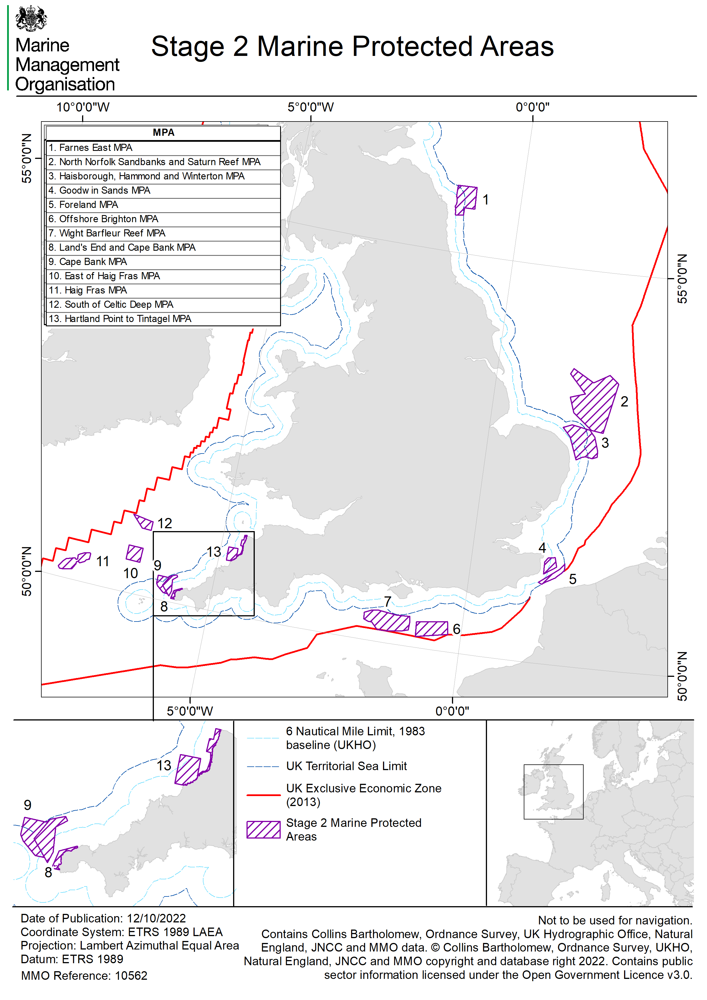 Marine
Management
Organisation
Stage 2 Marine Protected Areas
10°0'0"W
5°0'0"W
0°0'0"
55°0'0"N
MPA
1. Farnes East MPA
2. North Norfolk Sandbanks and Saturn Reef MPA
3. Haisborough, Hammond and Winterton MPA
4. Goodwin Sands MPA
5. Foreland MPA
6. Offshore Brighton MPA
7. Wight Barfleur Reef MPA
8. Land's End and Cape Bank MPA
9. Cape Bank MPA
10. East of Haig Fras MPA
11. Haig Fras MPA
12. South of Celtic Deep MPA
13. Hartland Point to Tintagel MPA
1
55°0'0"N
2
3
12
13
4
11
9
10
5
50°0'0"N
8
7
6
50°0'0"N
5°0'0"W
0°0'0"
13
9
8
6 Nautical Mile Limit, 1983
baseline (UKHO)
UK Territorial Sea Limit
UK Exclusive Economic Zone
(2013)
Stage 2 Marine Protected
Areas
Date of Publication: 12/10/2022
Coordinate System: ETRS 1989 LAEA
Projection: Lambert Azimuthal Equal Area
Datum: ETRS 1989
MMO Reference: 10562
Not to be used for navigation.
Contains Collins Bartholomew, Ordnance Survey, UK Hydrographic Office, Natural
England, JNCC and MMO data. © Collins Bartholomew, Ordnance Survey, UKHO,
Natural England, JNCC and MMO copyright and database right 2022. Contains public
sector information licensed under the Open Government Licence v3.0.